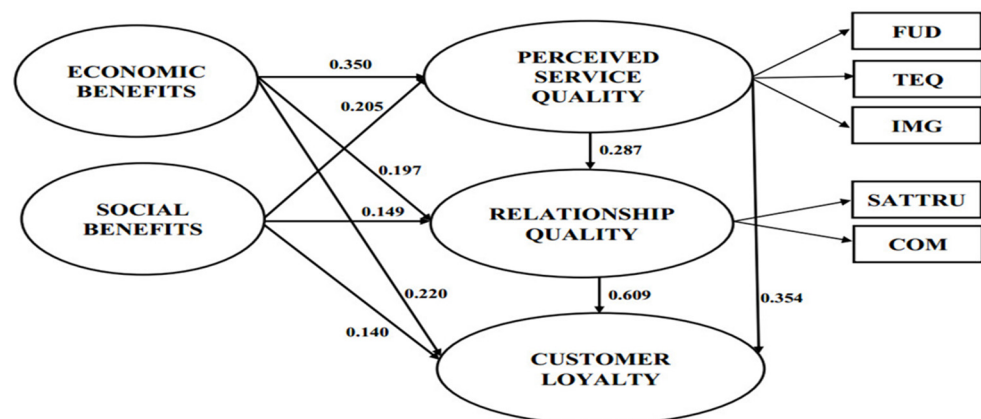 ECONOMIC
BENEFITS
0.350
0.205
PERCEIVED
SERVICE
QUALITY
FUD
TEQ
IMG
0.197
0.287
SOCIAL
BENEFITS
0.149
RELATIONSHIP
QUALITY
SATTRU
COM
0.220
0.140
0.609
0.354
CUSTOMER
LOYALTY